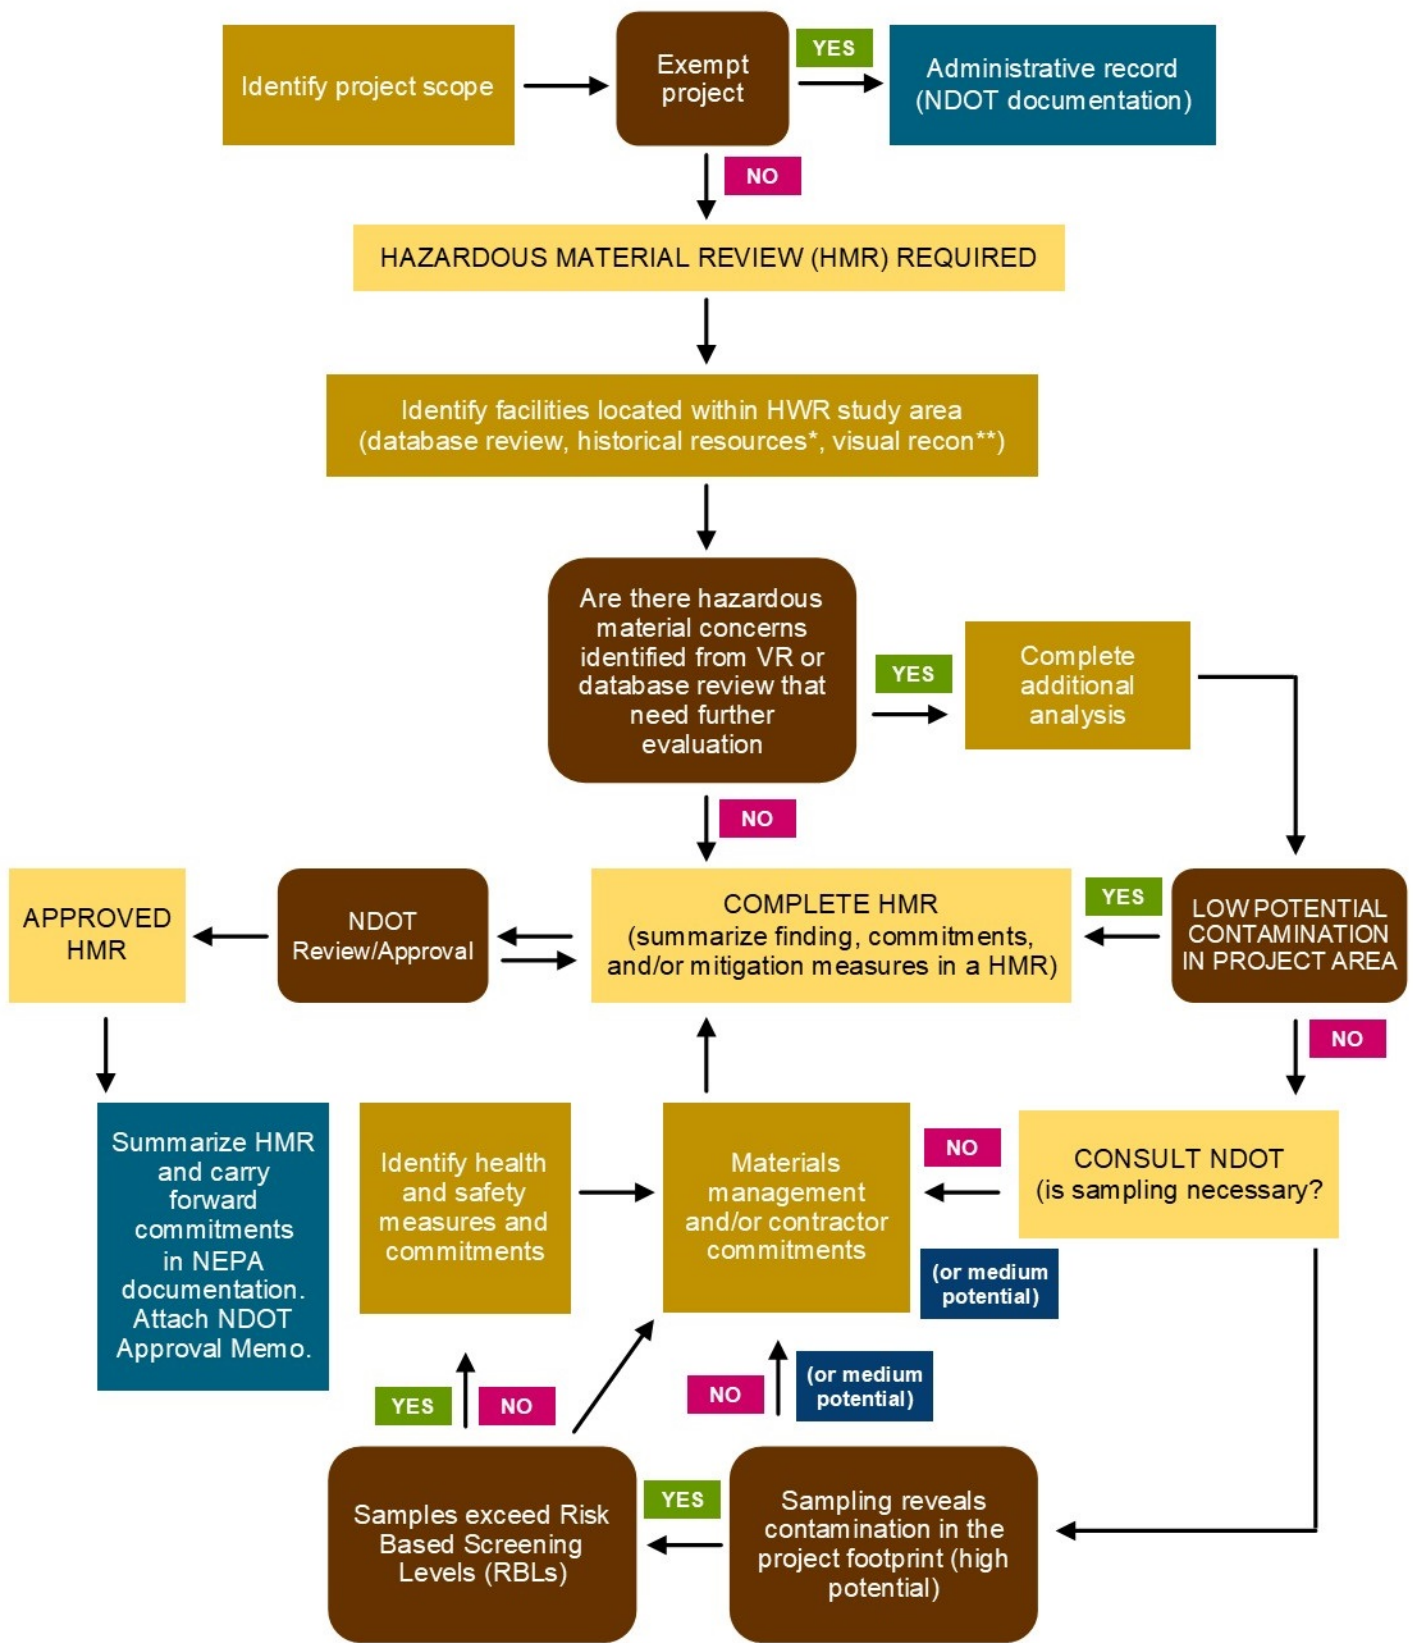 Identify project scope
Exempt
project
YES
Administrative record
(NDOT documentation)
NO
HAZARDOUS MATERIAL REVIEW (HMR) REQUIRED
Identify facilities located within HWR study area
(database review, historical resources*, visual recon**)
Are there hazardous
material concerns
identified from VR or
database review that
need further
evaluation
YES
Complete
additional
analysis
NO
APPROVED
HMR
NDOT
Review/Approval
COMPLETE HMR
(summarize finding, commitments,
and/or mitigation measures in a HMR)
YES
LOW POTENTIAL
CONTAMINATION
IN PROJECT AREA
NO
Summarize HMR
and carry
forward
commitments
in NEPA
documentation.
Attach NDOT
Approval Memo.
Identify health
and safety
measures and
commitments
Materials
management
and/or contractor
commitments
NO
CONSULT NDOT
(is sampling necessary?
(or medium
potential)
YES
NO
NO
(or medium
potential)
Samples exceed Risk
Based Screening
Levels (RBLs)
YES
Sampling reveals
contamination in the
project footprint (high
potential)